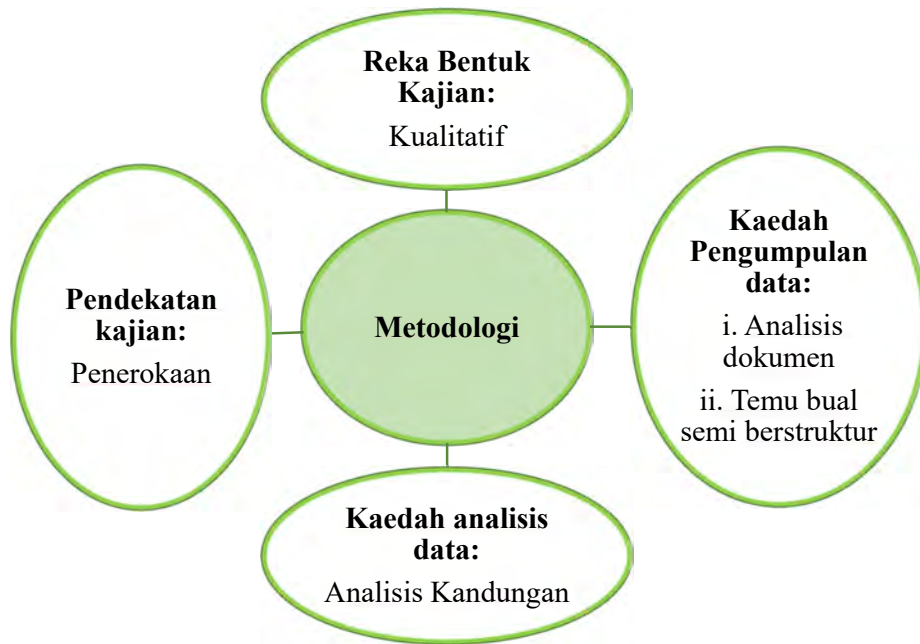 Reka Bentuk
Kajian:
Kualitatif
Kaedah
Pengumpulan
data:
i. Analisis
dokumen
ii. Temu bual
semi berstruktur
Pendekatan
kajian:
Penerokaan
Metodologi
Kaedah analisis
data:
Analisis Kandungan